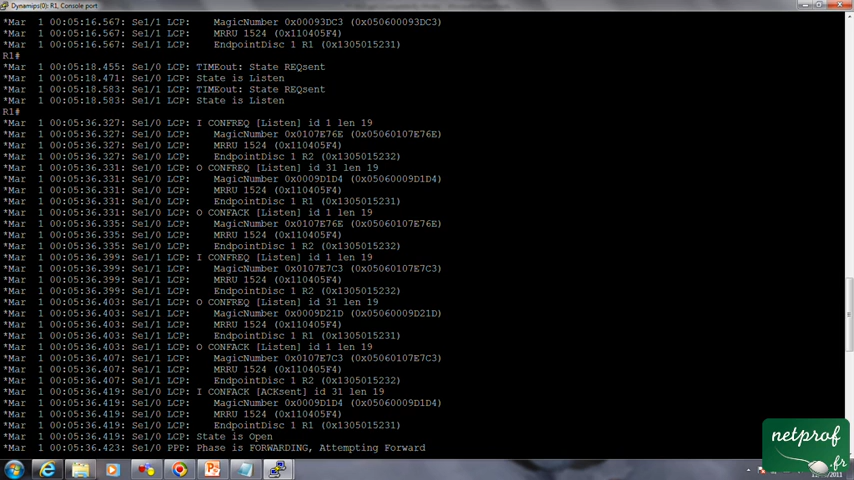 Dynamips(0): R1, Console port
*Mar  1 00:05:16.567: Se1/1 LCP:    MagicNumber 0x00093DC3 (0x050600093DC3)
*Mar  1 00:05:16.567: Se1/1 LCP:    MRRU 1524 (0x110405F4)
*Mar  1 00:05:16.567: Se1/1 LCP:    EndpointDisc 1 R1 (0x1305015231)
R1#
*Mar  1 00:05:18.455: Se1/0 LCP: TIMEout: State REQsent
*Mar  1 00:05:18.471: Se1/0 LCP: State is Listen
*Mar  1 00:05:18.583: Se1/1 LCP: TIMEout: State REQsent
*Mar  1 00:05:18.583: Se1/1 LCP: State is Listen
R1#
*Mar  1 00:05:36.327: Se1/0 LCP: I CONFREQ [Listen] id 1 len 19
*Mar  1 00:05:36.327: Se1/0 LCP:    MagicNumber 0x0107E76E (0x05060107E76E)
*Mar  1 00:05:36.327: Se1/0 LCP:    MRRU 1524 (0x110405F4)
*Mar  1 00:05:36.327: Se1/0 LCP:    EndpointDisc 1 R2 (0x1305015232)
*Mar  1 00:05:36.331: Se1/0 LCP: O CONFREQ [Listen] id 31 len 19
*Mar  1 00:05:36.331: Se1/0 LCP:    MagicNumber 0x0009D1D4 (0x05060009D1D4)
*Mar  1 00:05:36.331: Se1/0 LCP:    MRRU 1524 (0x110405F4)
*Mar  1 00:05:36.331: Se1/0 LCP:    EndpointDisc 1 R1 (0x1305015231)
*Mar  1 00:05:36.331: Se1/0 LCP: O CONFACK [Listen] id 1 len 19
*Mar  1 00:05:36.335: Se1/0 LCP:    MagicNumber 0x0107E76E (0x05060107E76E)
*Mar  1 00:05:36.335: Se1/0 LCP:    MRRU 1524 (0x110405F4)
*Mar  1 00:05:36.335: Se1/0 LCP:    EndpointDisc 1 R2 (0x1305015232)
*Mar  1 00:05:36.399: Se1/1 LCP: I CONFREQ [Listen] id 1 len 19
*Mar  1 00:05:36.399: Se1/1 LCP:    MagicNumber 0x0107E7C3 (0x05060107E7C3)
*Mar  1 00:05:36.399: Se1/1 LCP:    MRRU 1524 (0x110405F4)
*Mar  1 00:05:36.399: Se1/1 LCP:    EndpointDisc 1 R2 (0x1305015232)
*Mar  1 00:05:36.403: Se1/1 LCP: O CONFREQ [Listen] id 31 len 19
*Mar  1 00:05:36.403: Se1/1 LCP:    MagicNumber 0x0009D21D (0x05060009D21D)
*Mar  1 00:05:36.403: Se1/1 LCP:    MRRU 1524 (0x110405F4)
*Mar  1 00:05:36.403: Se1/1 LCP:    EndpointDisc 1 R1 (0x1305015231)
*Mar  1 00:05:36.403: Se1/1 LCP: O CONFACK [Listen] id 1 len 19
*Mar  1 00:05:36.407: Se1/1 LCP:    MagicNumber 0x0107E7C3 (0x05060107E7C3)
*Mar  1 00:05:36.407: Se1/1 LCP:    MRRU 1524 (0x110405F4)
*Mar  1 00:05:36.407: Se1/1 LCP:    EndpointDisc 1 R2 (0x1305015232)
*Mar  1 00:05:36.419: Se1/0 LCP: I CONFACK [ACKsent] id 31 len 19
*Mar  1 00:05:36.419: Se1/0 LCP:    MagicNumber 0x0009D1D4 (0x05060009D1D4)
*Mar  1 00:05:36.419: Se1/0 LCP:    MRRU 1524 (0x110405F4)
*Mar  1 00:05:36.419: Se1/0 LCP:    EndpointDisc 1 R1 (0x1305015231)
*Mar  1 00:05:36.419: Se1/0 LCP: State is Open
*Mar  1 00:05:36.423: Se1/0 PPP: Phase is FORWARDING, Attempting Forward
netprof
.fr